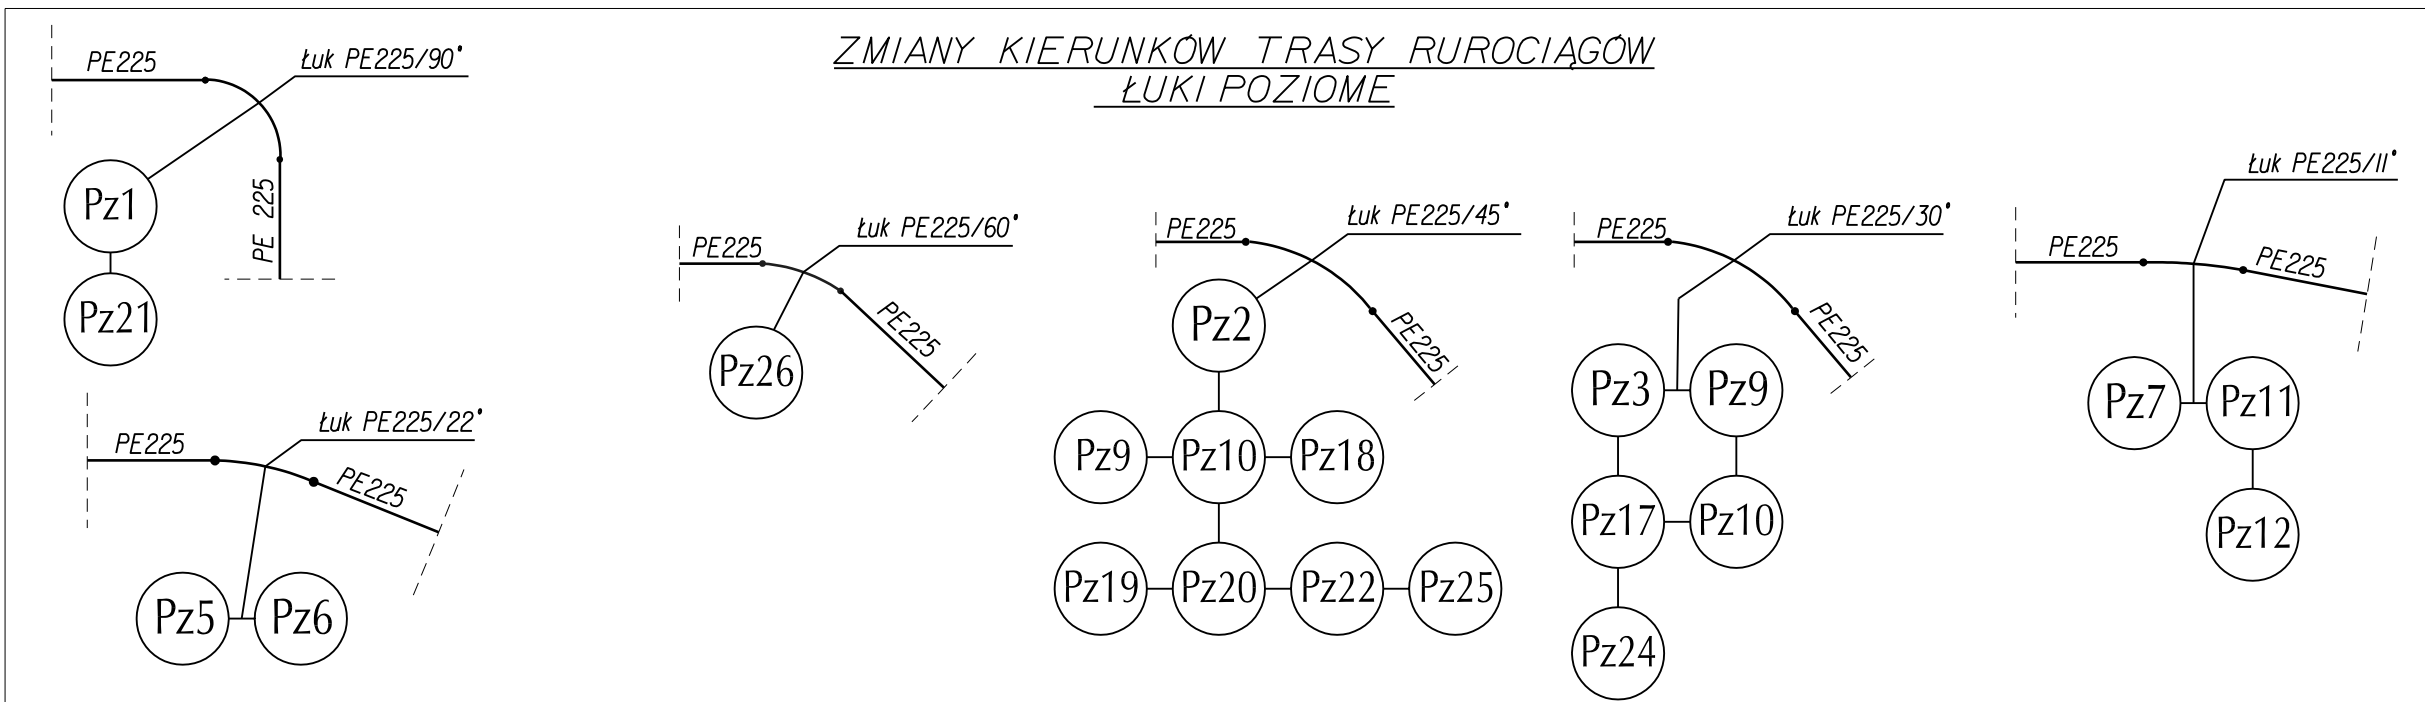 ZMIANY KIERUNKÓW TRASY RUROCIĄGÓW
ŁUKI POZIOME
PE225
Łuk PE225/90°
PE 225
Pz1
Pz21
PE225
Łuk PE225/22°
PE225
Pz5
Pz6
PE225
Łuk PE225/60°
PE225
Pz26
PE225
Łuk PE225/45°
PE225
Pz2
Pz9
Pz10
Pz18
Pz19
Pz20
Pz22
Pz25
PE225
Łuk PE225/30°
PE225
Pz3
Pz9
Pz17
Pz10
Pz24
PE225
Łuk PE225/11°
PE225
Pz7
Pz11
Pz12